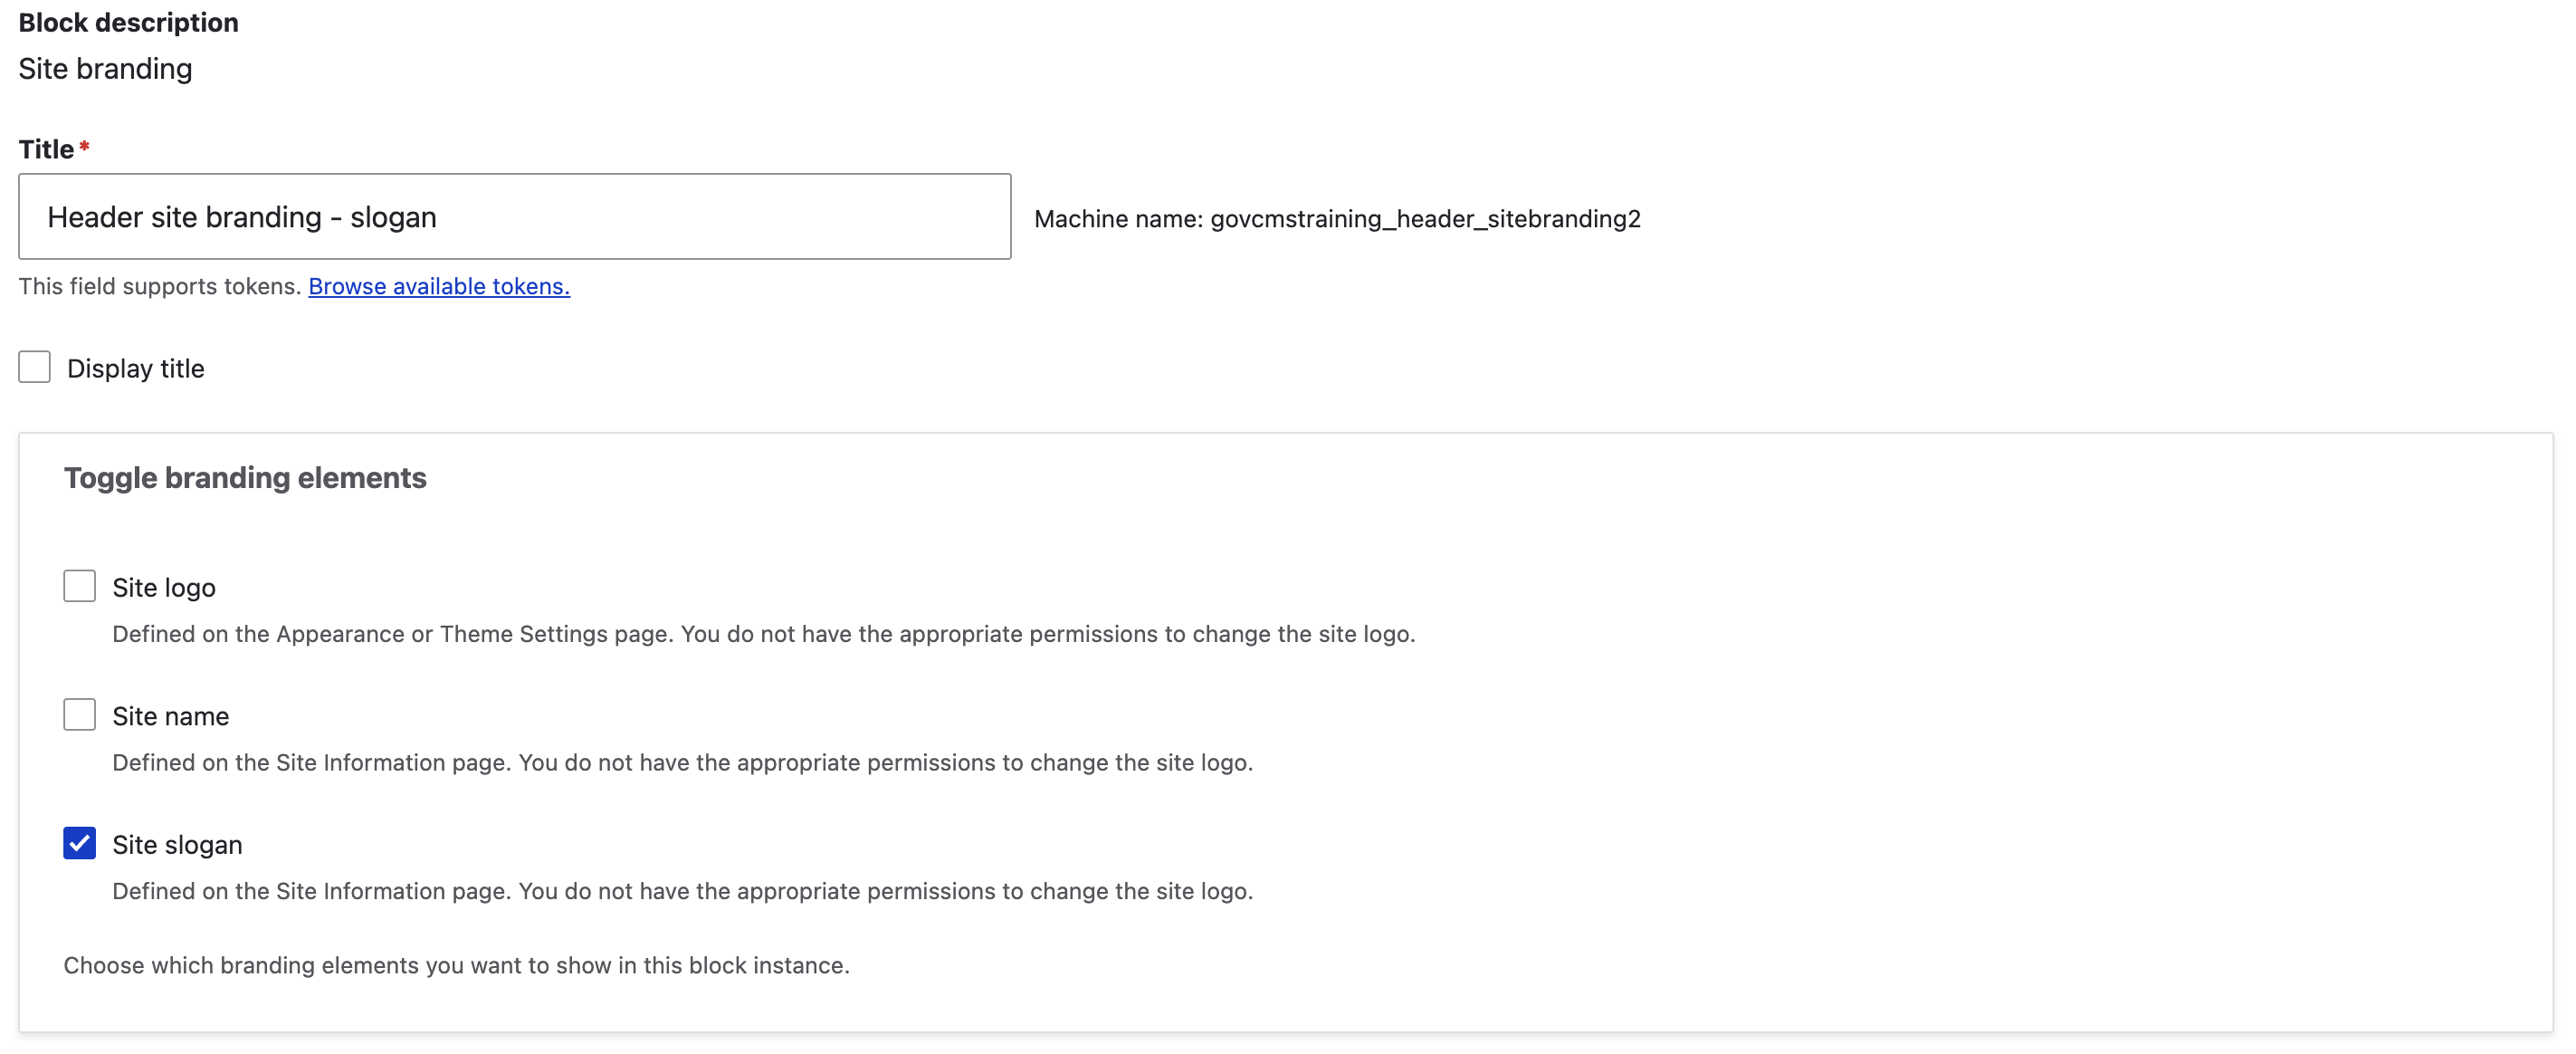 Block description
Site branding
Title*
Header site branding - slogan
Machine name: govcmstraining_header_sitebranding2
This field supports tokens. Browse available tokens.
Display title
Toggle branding elements
Site logo
Defined on the Appearance or Theme Settings page. You do not have the appropriate permissions to change the site logo.
Site name
Defined on the Site Information page. You do not have the appropriate permissions to change the site logo.
Site slogan
Defined on the Site Information page. You do not have the appropriate permissions to change the site logo.
Choose which branding elements you want to show in this block instance.